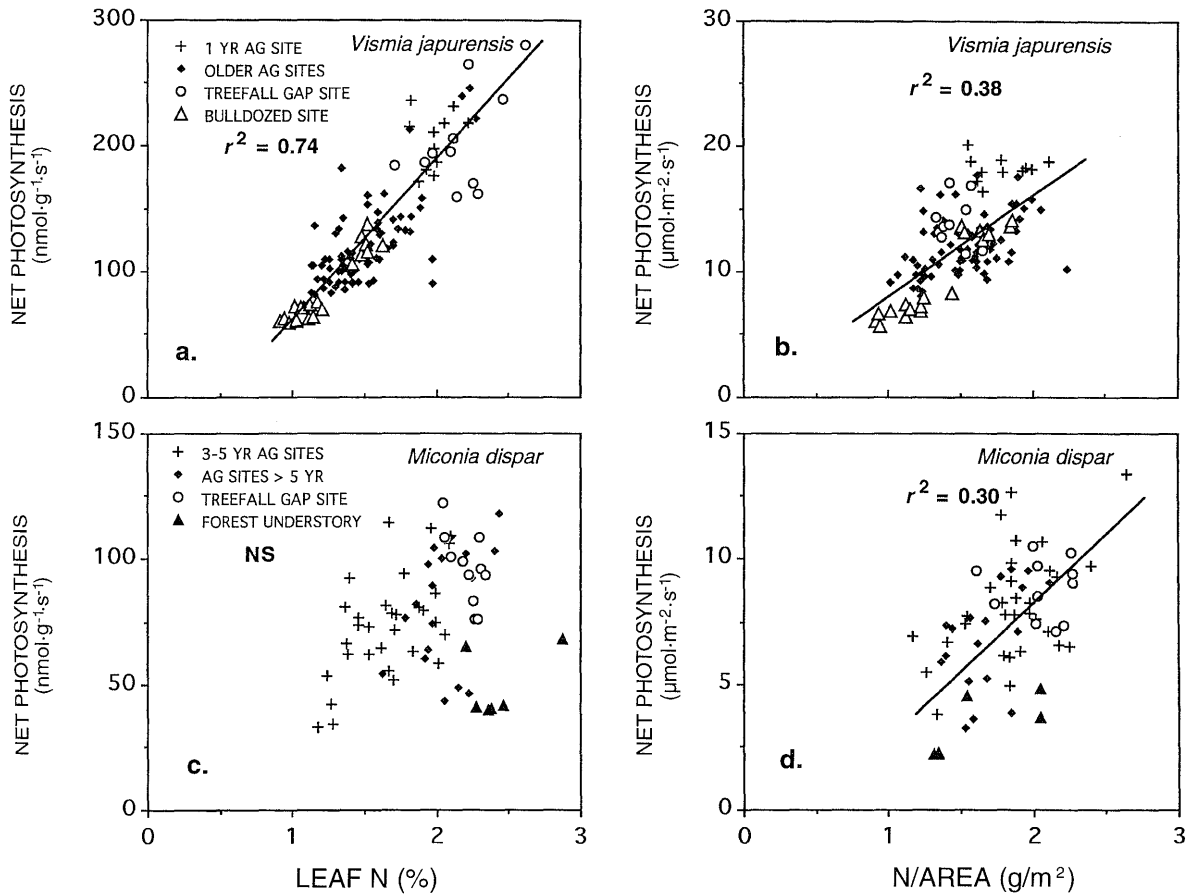 300
200
100
0
NET PHOTOSYNTHESIS
(nmol·g⁻¹·s⁻¹)
+ 1 YR AG SITE
◆ OLDER AG SITES
○ TREEFALL GAP SITE
△ BULLDOZED SITE
r² = 0.74
Vismia japurensis
a.
30
20
10
0
NET PHOTOSYNTHESIS
(μmol·m⁻²·s⁻¹)
Vismia japurensis
r² = 0.38
b.
150
100
50
0
NET PHOTOSYNTHESIS
(nmol·g⁻¹·s⁻¹)
+ 3-5 YR AG SITES
◆ AG SITES > 5 YR
○ TREEFALL GAP SITE
▲ FOREST UNDERSTORY
NS
Miconia dispar
c.
0 1 2 3
LEAF N (%)
15
10
5
0
NET PHOTOSYNTHESIS
(μmol·m⁻²·s⁻¹)
Miconia dispar
r² = 0.30
d.
0 1 2 3
N/AREA (g/m²)